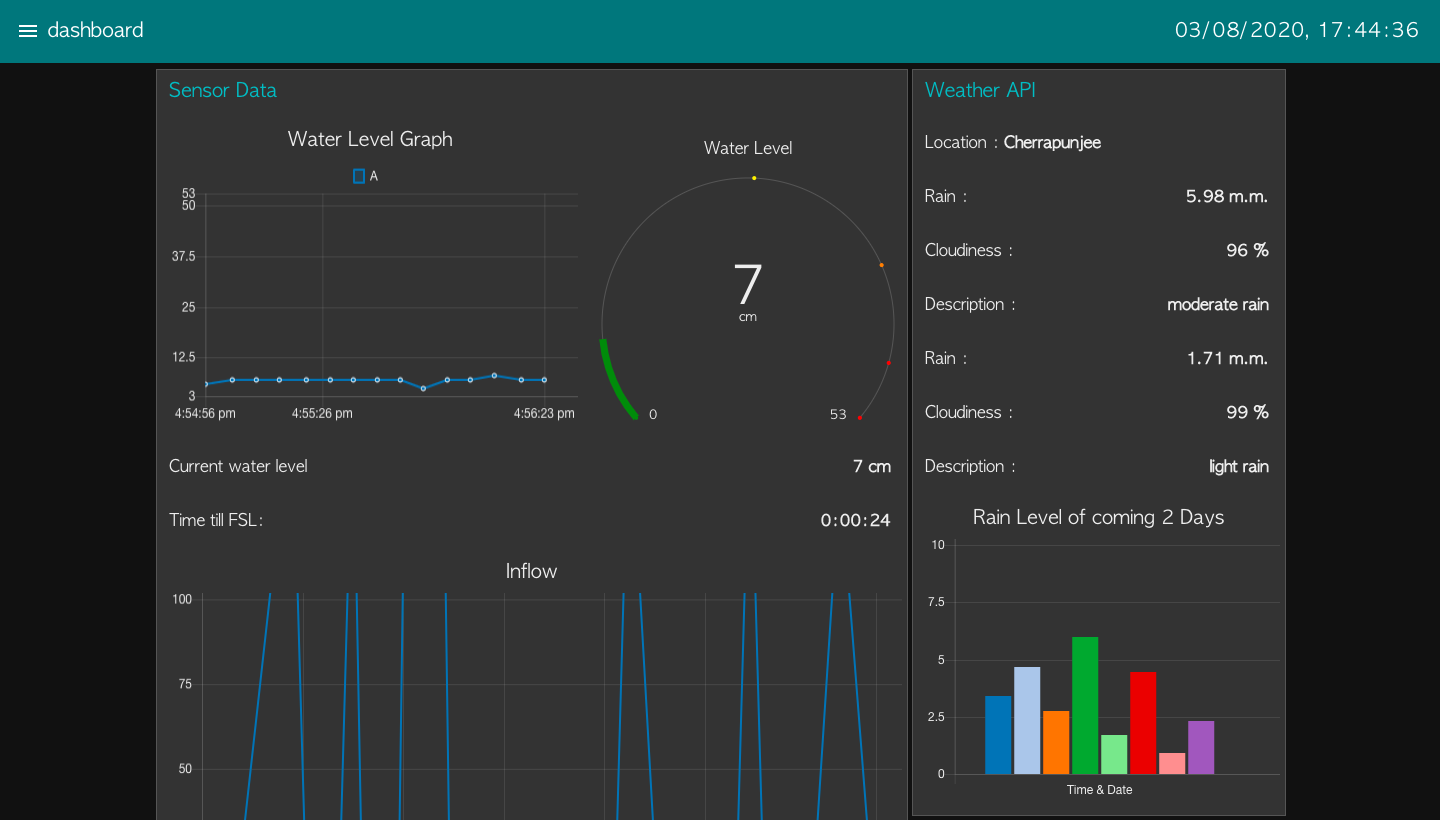 dashboard
03/08/2020, 17:44:36
Sensor Data
Water Level Graph
A
53
50
37.5
25
12.5
3
4:54:56 pm 4:55:26 pm 4:56:23 pm
Water Level
7
cm
0 53
Current water level 7 cm
Time till FSL: 0:00:24
Inflow
100
75
50
Weather API
Location : Cherrapunjee
Rain : 5.98 m.m.
Cloudiness : 96 %
Description : moderate rain
Rain : 1.71 m.m.
Cloudiness : 99 %
Description : light rain
Rain Level of coming 2 Days
10
7.5
5
2.5
0
Time & Date